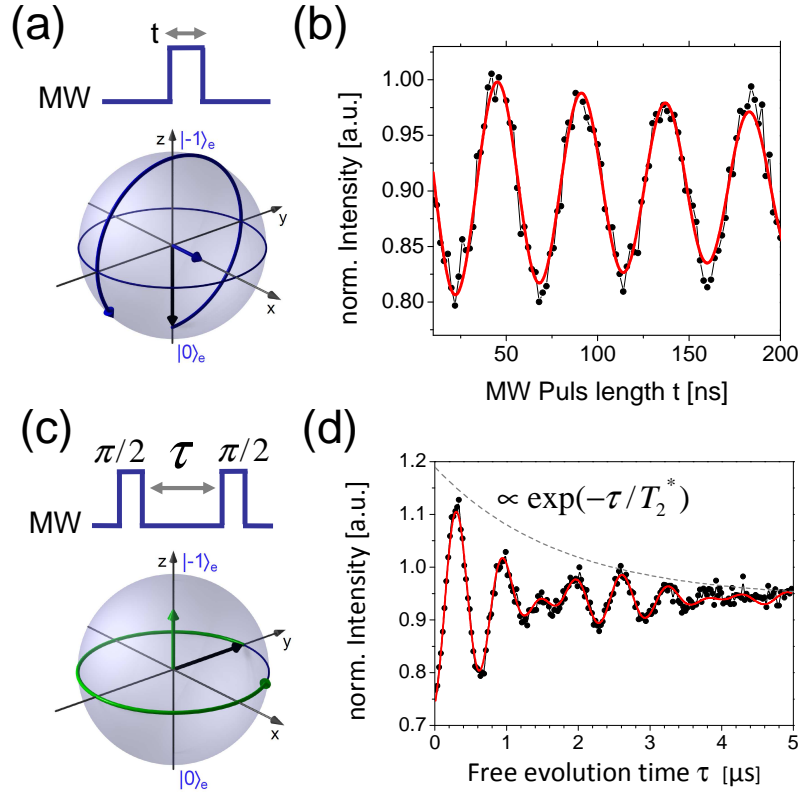 (a)
t
MW
z
|-1⟩e
y
x
|0⟩e
(b)
norm. Intensity [a.u.]
1.00
0.95
0.90
0.85
0.80
50
100
150
200
MW Puls length t [ns]
(c)
π/2 τ π/2
MW
z
|-1⟩e
y
x
|0⟩e
(d)
norm. Intensity [a.u.]
1.2
1.1
1.0
0.9
0.8
0.7
∝ exp(−τ/T₂*)
0 1 2 3 4 5
Free evolution time τ [µs]